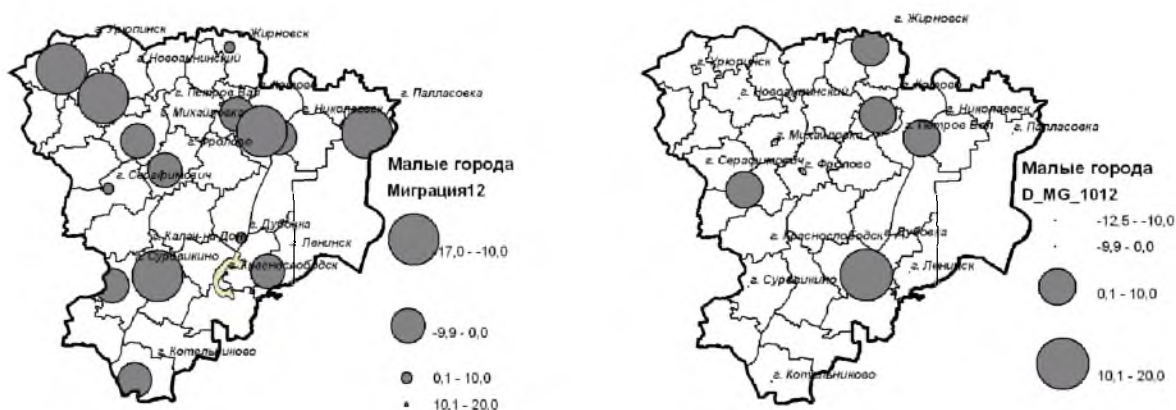 г. Урюпинск
г. Жирновск
г. Новоаннинский
г. Котово
г. Петров Вал
г. Николаевск
г. Палласовка
г. Михайловка
г. Фролово
г. Серафимович
г. Дубовка
г. Калач-на-Дону
г. Ленинск
г. Суровикино
г. Краснослободск
г. Котельниково
Малые города
Миграция12
-17,0 - -10,0
-9,9 - 0,0
0,1 - 10,0
10,1 - 20,0
г. Жирновск
г. Урюпинск
г. Котово
г. Новоаннинский
г. Николаевск
г. Петров Вал
г. Палласовка
г. Михайловка
г. Серафимович
г. Фролово
г. Краснослободск
г. Дубовка
г. Ленинск
г. Суровикино
г. Котельниково
Малые города
D_MG_1012
-12,5 - -10,0
-9,9 - 0,0
0,1 - 10,0
10,1 - 20,0